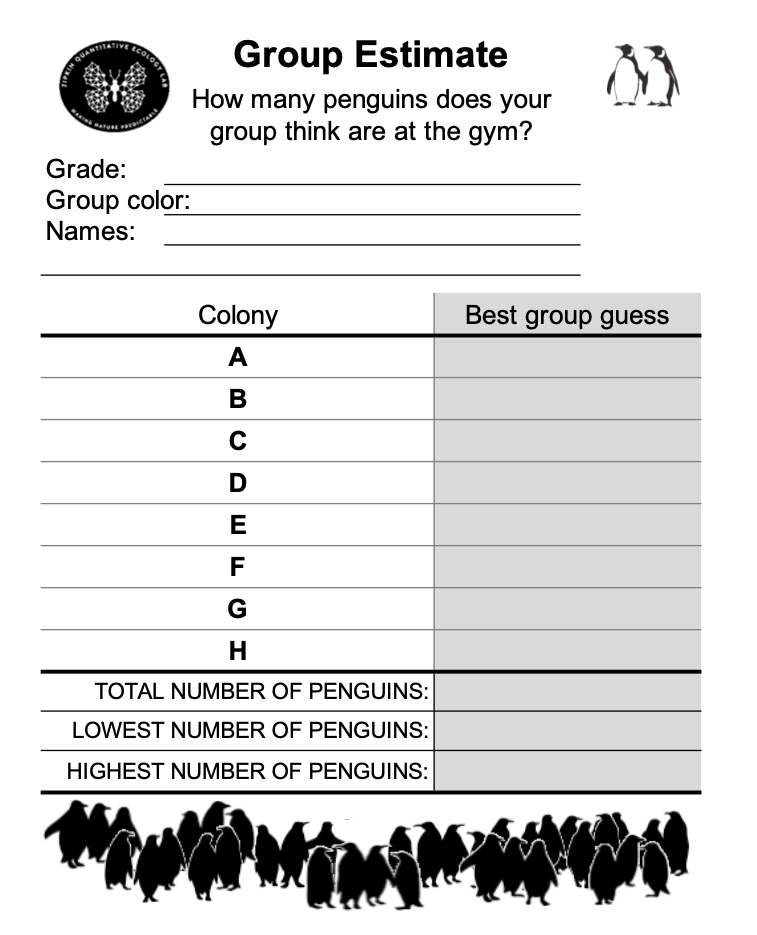 ZIPKIN QUANTITATIVE ECOLOGY LAB
MAKING NATURE PREDICTABLE
Group Estimate
How many penguins does your
group think are at the gym?
Grade:
Group color:
Names:
Colony Best group guess
A
B
C
D
E
F
G
H
TOTAL NUMBER OF PENGUINS:
LOWEST NUMBER OF PENGUINS:
HIGHEST NUMBER OF PENGUINS: